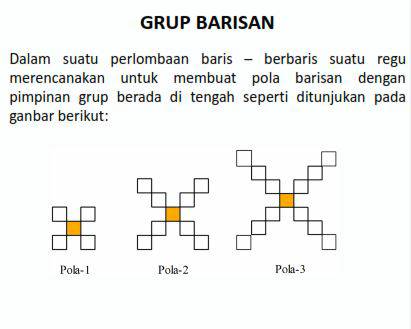 GRUP BARISAN
Dalam suatu perlombaan baris – berbaris suatu regu
merencanakan untuk membuat pola barisan dengan
pimpinan grup berada di tengah seperti ditunjukan pada
ganbar berikut:
Pola-1 Pola-2 Pola-3